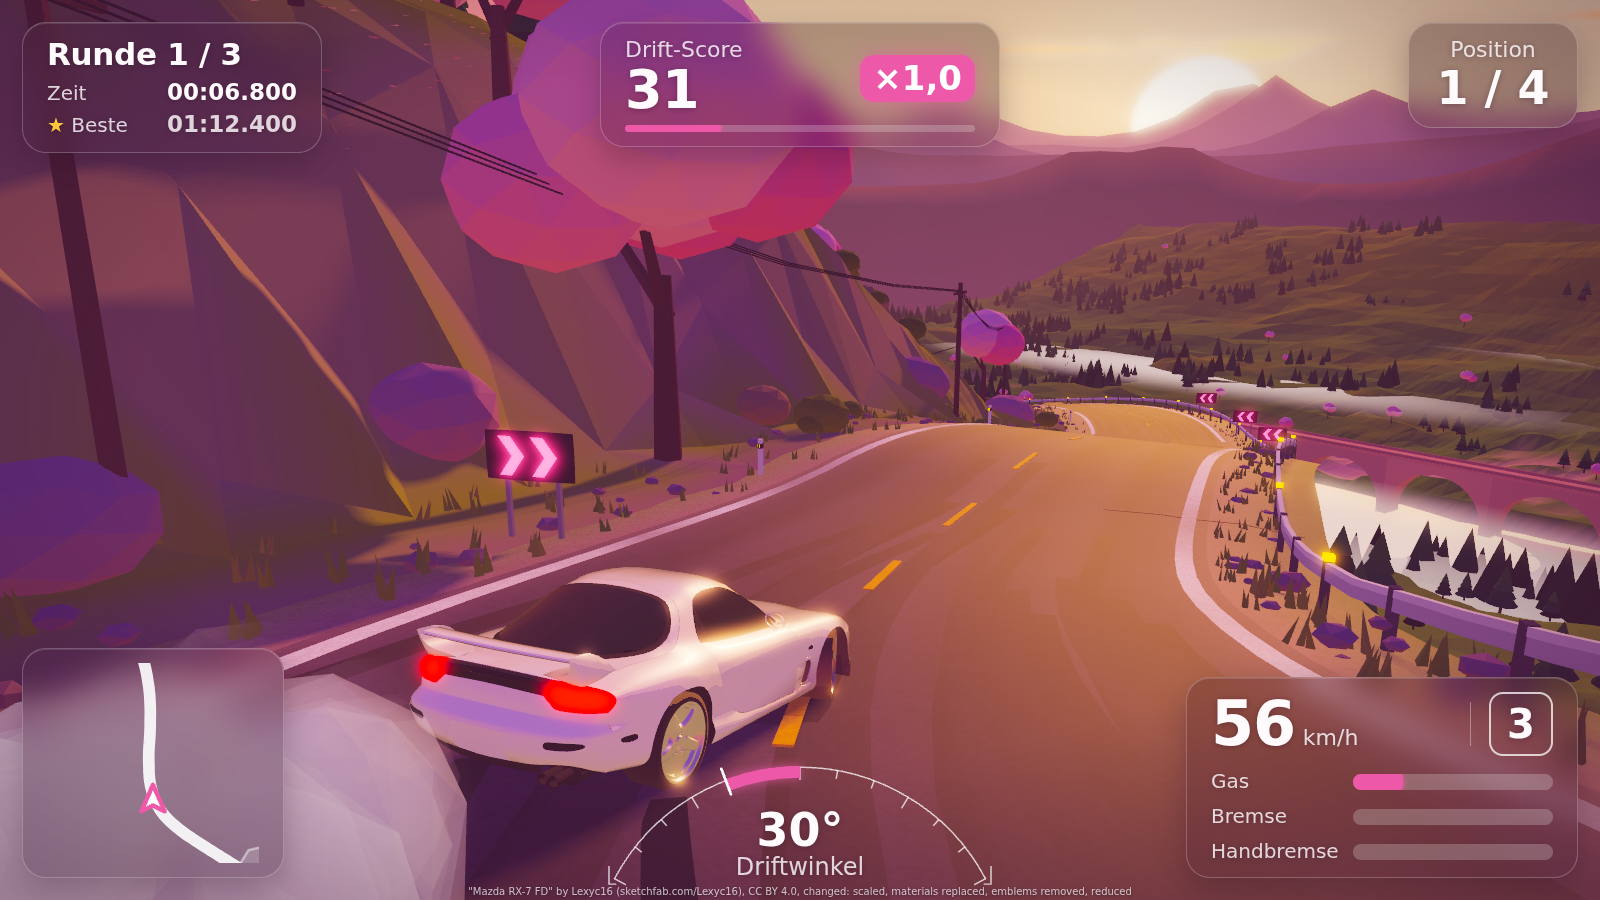 Runde 1 / 3
Zeit 00:06.800
★ Beste 01:12.400
Drift-Score
31
×1,0
Position
1 / 4
56 km/h
3
Gas
Bremse
Handbremse
30°
Driftwinkel
"Mazda RX-7 FD" by Lexyc16 (sketchfab.com/Lexyc16), CC BY 4.0, changed: scaled, materials replaced, emblems removed, reduced